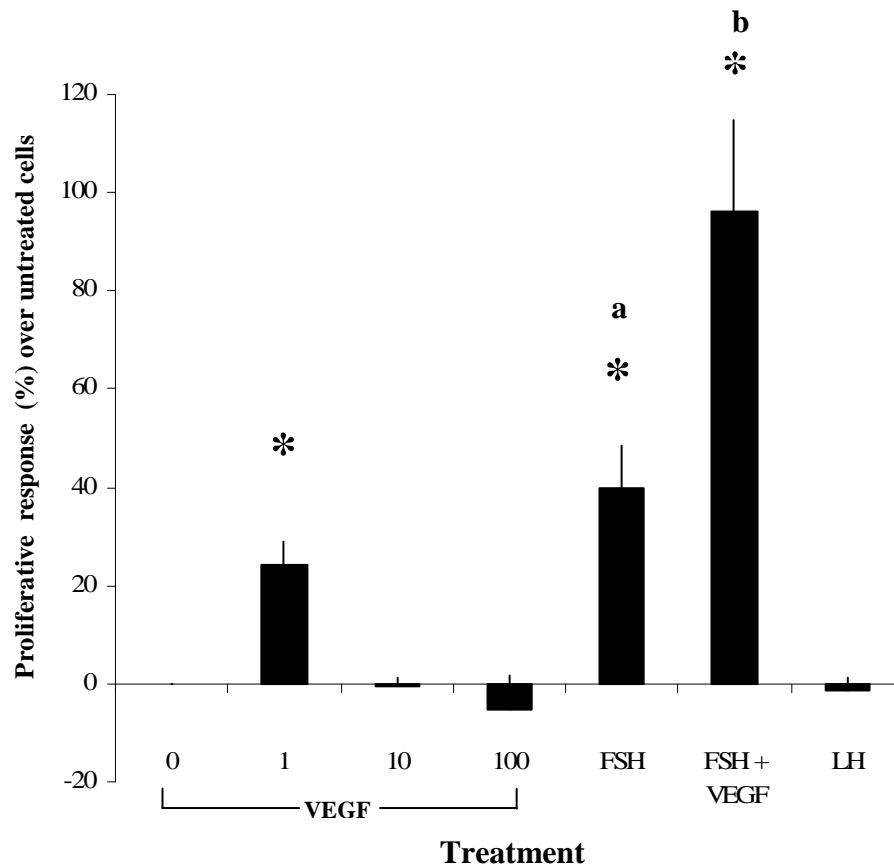 b
*
120
100
80
a
60
*
*
40
20
0
-20
Proliferative response (%) over untreated cells
0 1 10 100 FSH FSH + LH
VEGF
VEGF
Treatment